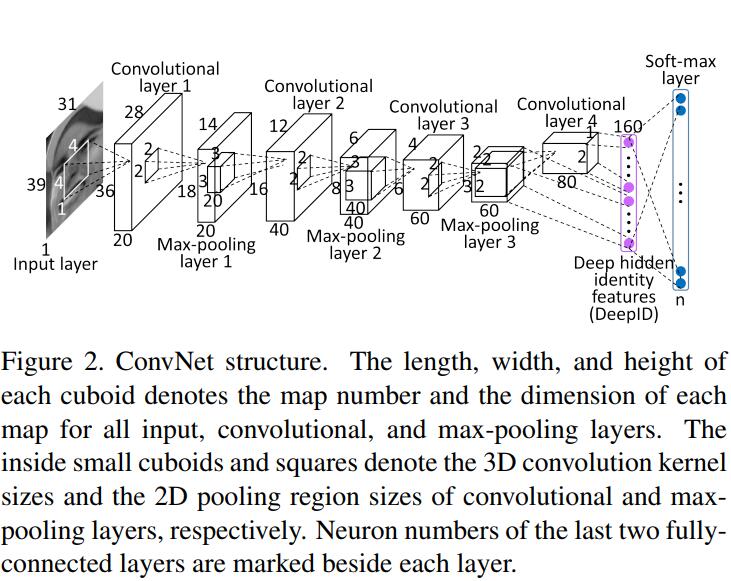 Soft-max
layer
Convolutional
layer 1
Convolutional
layer 2
Convolutional
layer 3
Convolutional
layer 4
31
39
1
4
4
1
Input layer
28
36
20
2
2
14
18
20
3
3
20
Max-pooling
layer 1
12
16
40
2
2
6
8
40
3
3
40
Max-pooling
layer 2
4
6
60
2
2
2
3
60
2
2
Max-pooling
layer 3
1
2
80
160
Deep hidden
identity
features
(DeepID)
n
Figure 2. ConvNet structure. The length, width, and height of
each cuboid denotes the map number and the dimension of each
map for all input, convolutional, and max-pooling layers. The
inside small cuboids and squares denote the 3D convolution kernel
sizes and the 2D pooling region sizes of convolutional and max-
pooling layers, respectively. Neuron numbers of the last two fully-
connected layers are marked beside each layer.